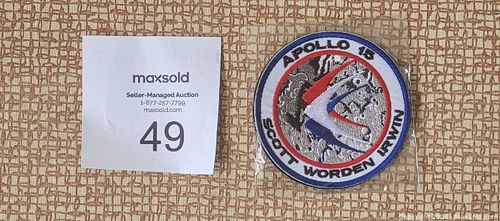 maxsold
Seller-Managed Auction
1-877-257-7799
maxsold.com
49
APOLLO 15
SCOTT WORDEN IRWIN